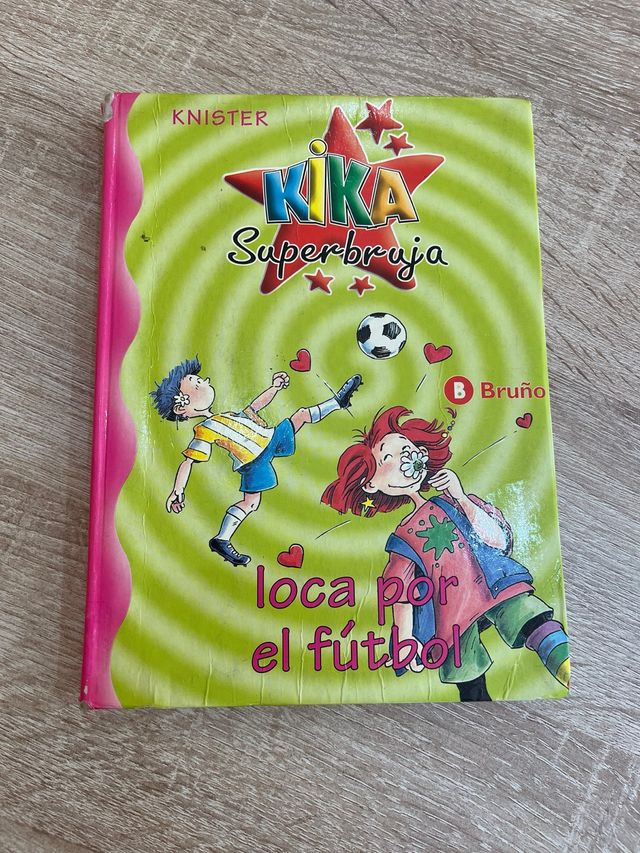 KNISTER
KIKA
Superbruja
B Bruño
loca por
el fútbol